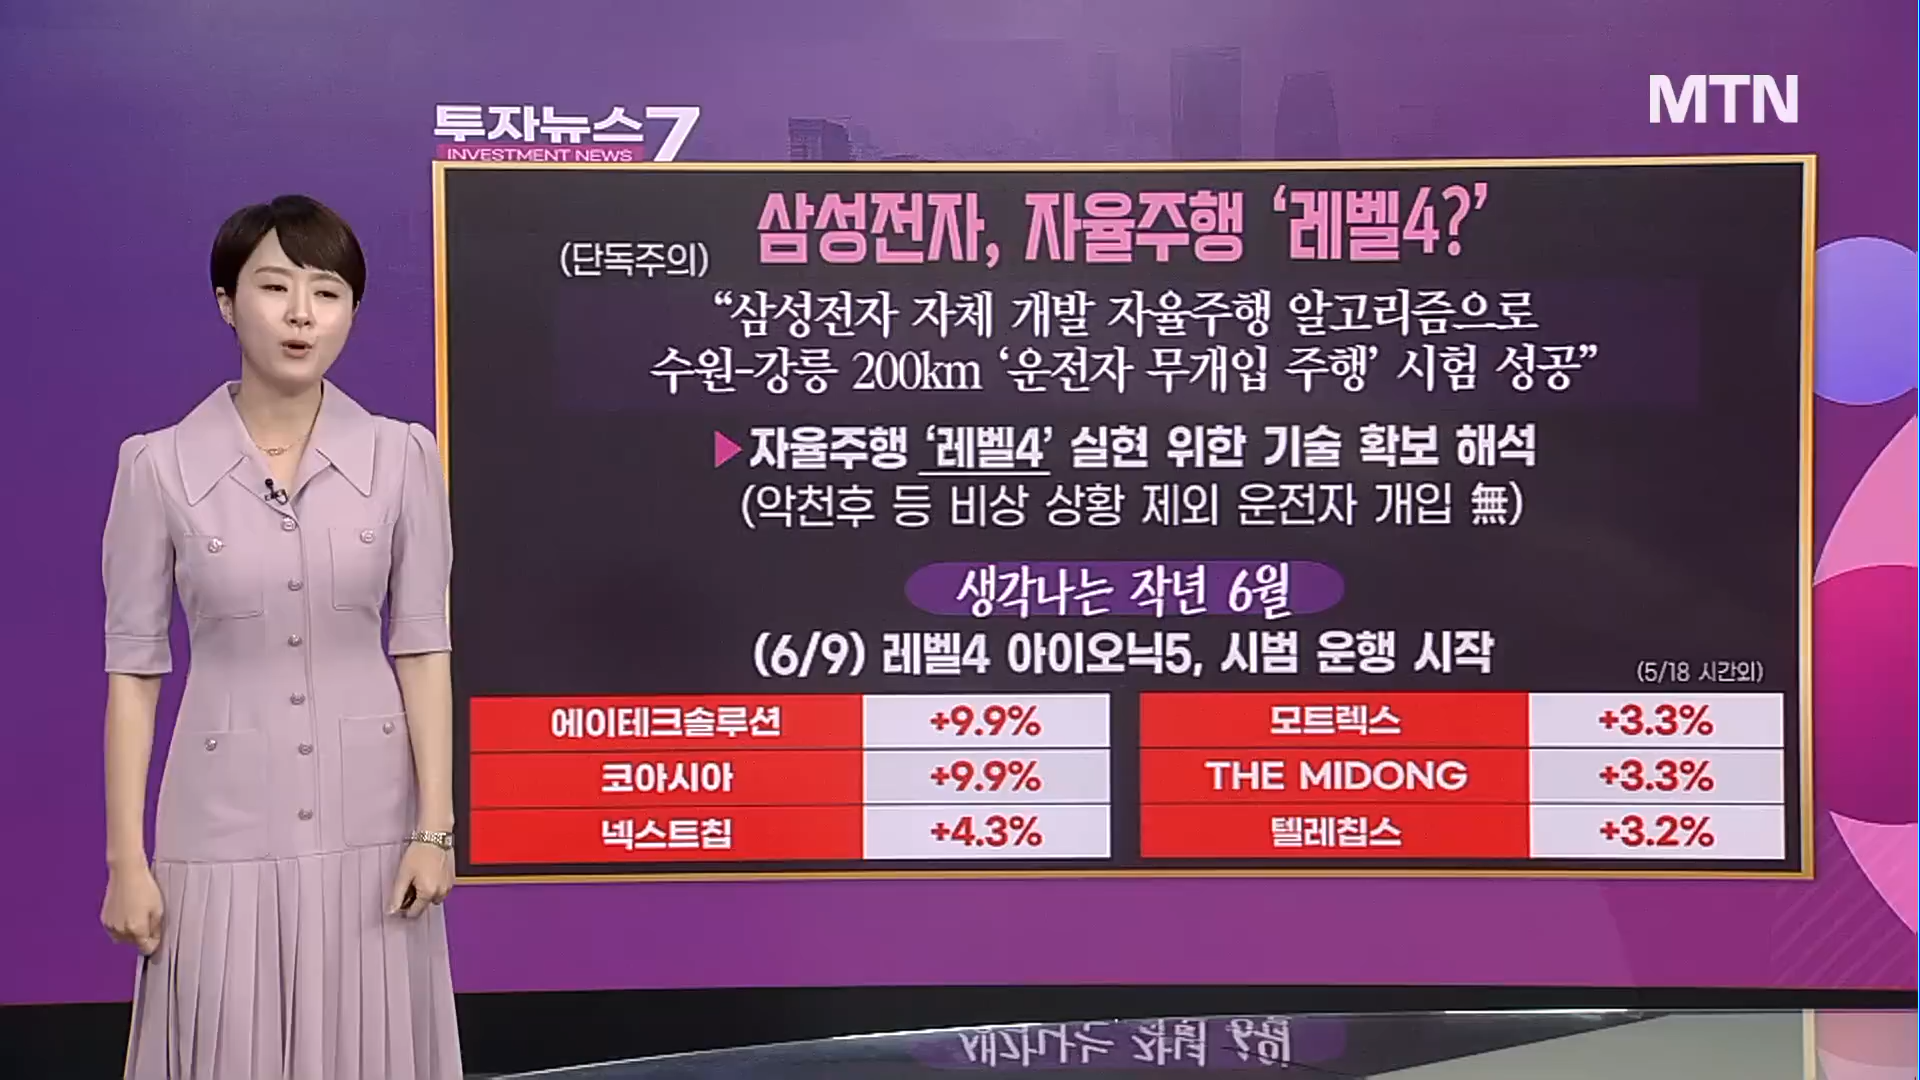 MTN
투자뉴스7
INVESTMENT NEWS
(단독주의) 삼성전자, 자율주행 ‘레벨4?’
“삼성전자 자체 개발 자율주행 알고리즘으로
수원-강릉 200km ‘운전자 무개입 주행’ 시험 성공”
▶자율주행 ‘레벨4’ 실현 위한 기술 확보 해석
(악천후 등 비상 상황 제외 운전자 개입 無)
생각나는 작년 6월
(6/9) 레벨4 아이오닉5, 시범 운행 시작
(5/18 시간외)
에이테크솔루션 +9.9% 모트렉스 +3.3%
코아시아 +9.9% THE MIDONG +3.3%
넥스트칩 +4.3% 텔레칩스 +3.2%